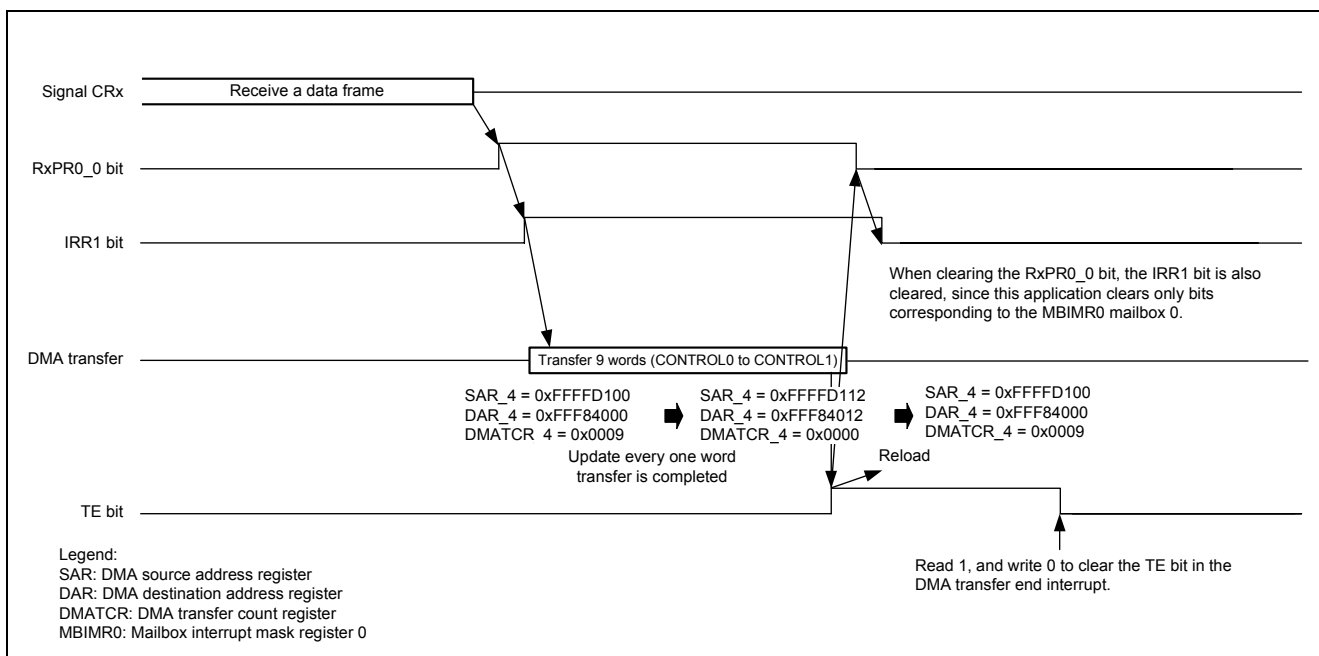 Signal CRx
Receive a data frame
RxPR0_0 bit
IRR1 bit
When clearing the RxPR0_0 bit, the IRR1 bit is also
cleared, since this application clears only bits
corresponding to the MBIMR0 mailbox 0.
DMA transfer
Transfer 9 words (CONTROL0 to CONTROL1)
SAR_4 = 0xFFFFD100
DAR_4 = 0xFFF84000
DMATCR_4 = 0x0009
SAR_4 = 0xFFFFD112
DAR_4 = 0xFFF84012
DMATCR_4 = 0x0000
SAR_4 = 0xFFFFD100
DAR_4 = 0xFFF84000
DMATCR_4 = 0x0009
Update every one word
transfer is completed
Reload
TE bit
Read 1, and write 0 to clear the TE bit in the
DMA transfer end interrupt.
Legend:
SAR: DMA source address register
DAR: DMA destination address register
DMATCR: DMA transfer count register
MBIMR0: Mailbox interrupt mask register 0